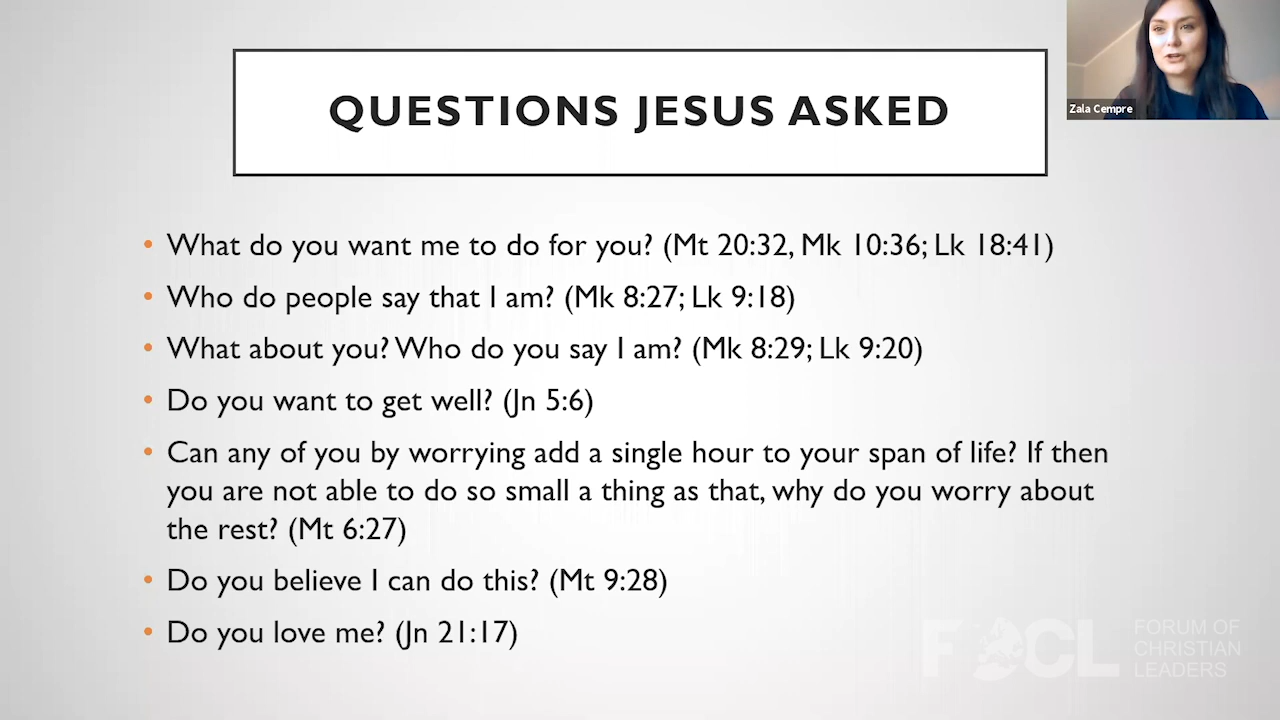 QUESTIONS JESUS ASKED
Zala Cempre
• What do you want me to do for you? (Mt 20:32, Mk 10:36; Lk 18:41)
• Who do people say that I am? (Mk 8:27; Lk 9:18)
• What about you? Who do you say I am? (Mk 8:29; Lk 9:20)
• Do you want to get well? (Jn 5:6)
• Can any of you by worrying add a single hour to your span of life? If then
you are not able to do so small a thing as that, why do you worry about
the rest? (Mt 6:27)
• Do you believe I can do this? (Mt 9:28)
• Do you love me? (Jn 21:17)
FOCL
FORUM OF
CHRISTIAN
LEADERS